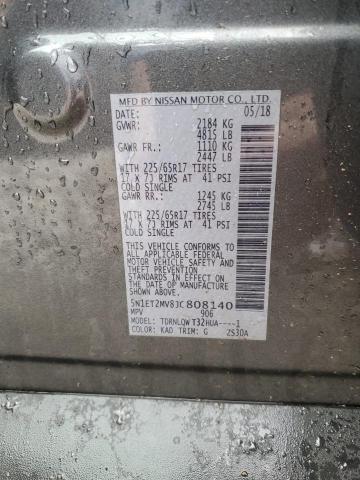 MFD BY NISSAN MOTOR CO., LTD.
DATE: 05/18
GVWR: 2184 KG
4815 LB
GAWR FR.: 1110 KG
2447 LB
WITH 225/65R17 TIRES
17 X 7J RIMS AT 41 PSI
COLD SINGLE
GAWR RR.: 1245 KG
2745 LB
WITH 225/65R17 TIRES
17 X 7J RIMS AT 41 PSI
COLD SINGLE
THIS VEHICLE CONFORMS TO
ALL APPLICABLE FEDERAL
MOTOR VEHICLE SAFETY AND
THEFT PREVENTION
STANDARDS IN EFFECT ON
THE DATE OF MANUFACTURE
SHOWN ABOVE.
5N1ET2MV8JC808140
MPV 906
MODEL: TDRNLQWT32HUA----1
COLOR: KAD TRIM: G 2S30A